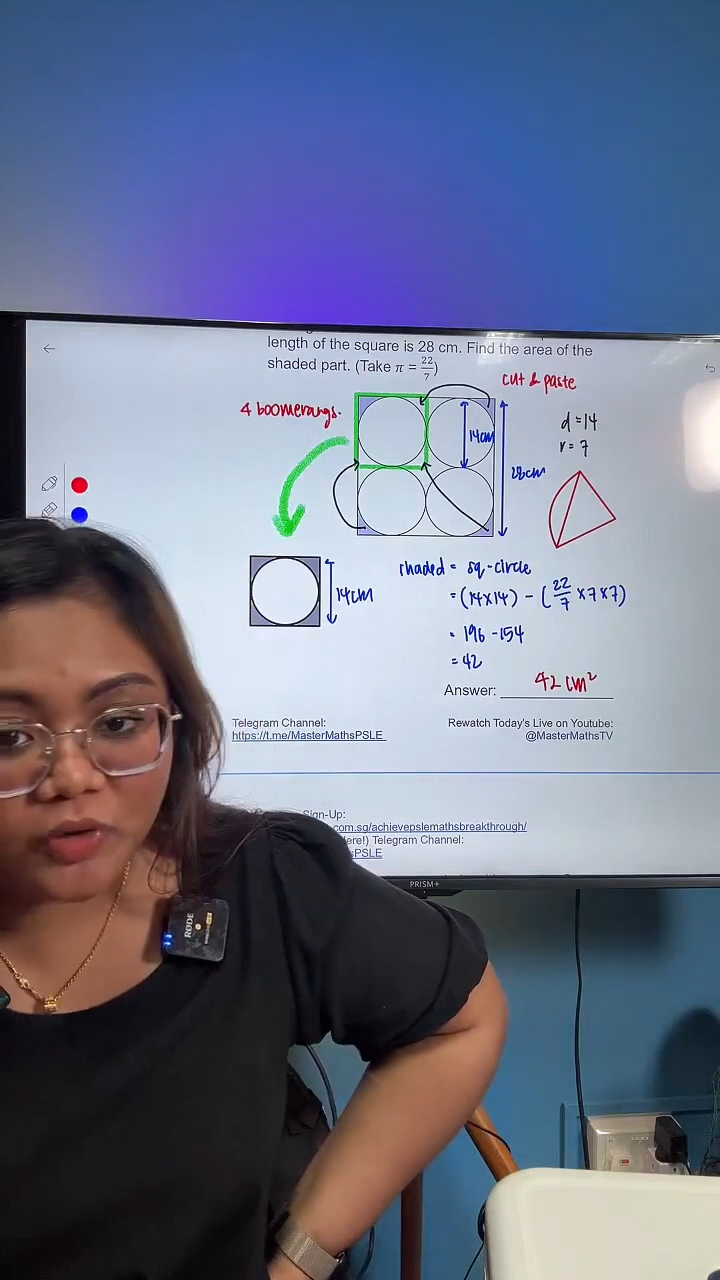 length of the square is 28 cm. Find the area of the
shaded part. (Take π = 22/7)
cut & paste
4 boomerangs.
d = 14
r = 7
14cm
28cm
shaded = sq - circle
= (14×14) - (22/7 ×7×7)
14cm
= 196 - 154
= 42
Answer: 42 cm²
Telegram Channel:
https://t.me/MasterMathsPSLE
Rewatch Today's Live on Youtube:
@MasterMathsTV
Sign-Up:
com.sg/achievepslemathsbreakthrough/
ere!) Telegram Channel:
PSLE
PRISM+
RØDE